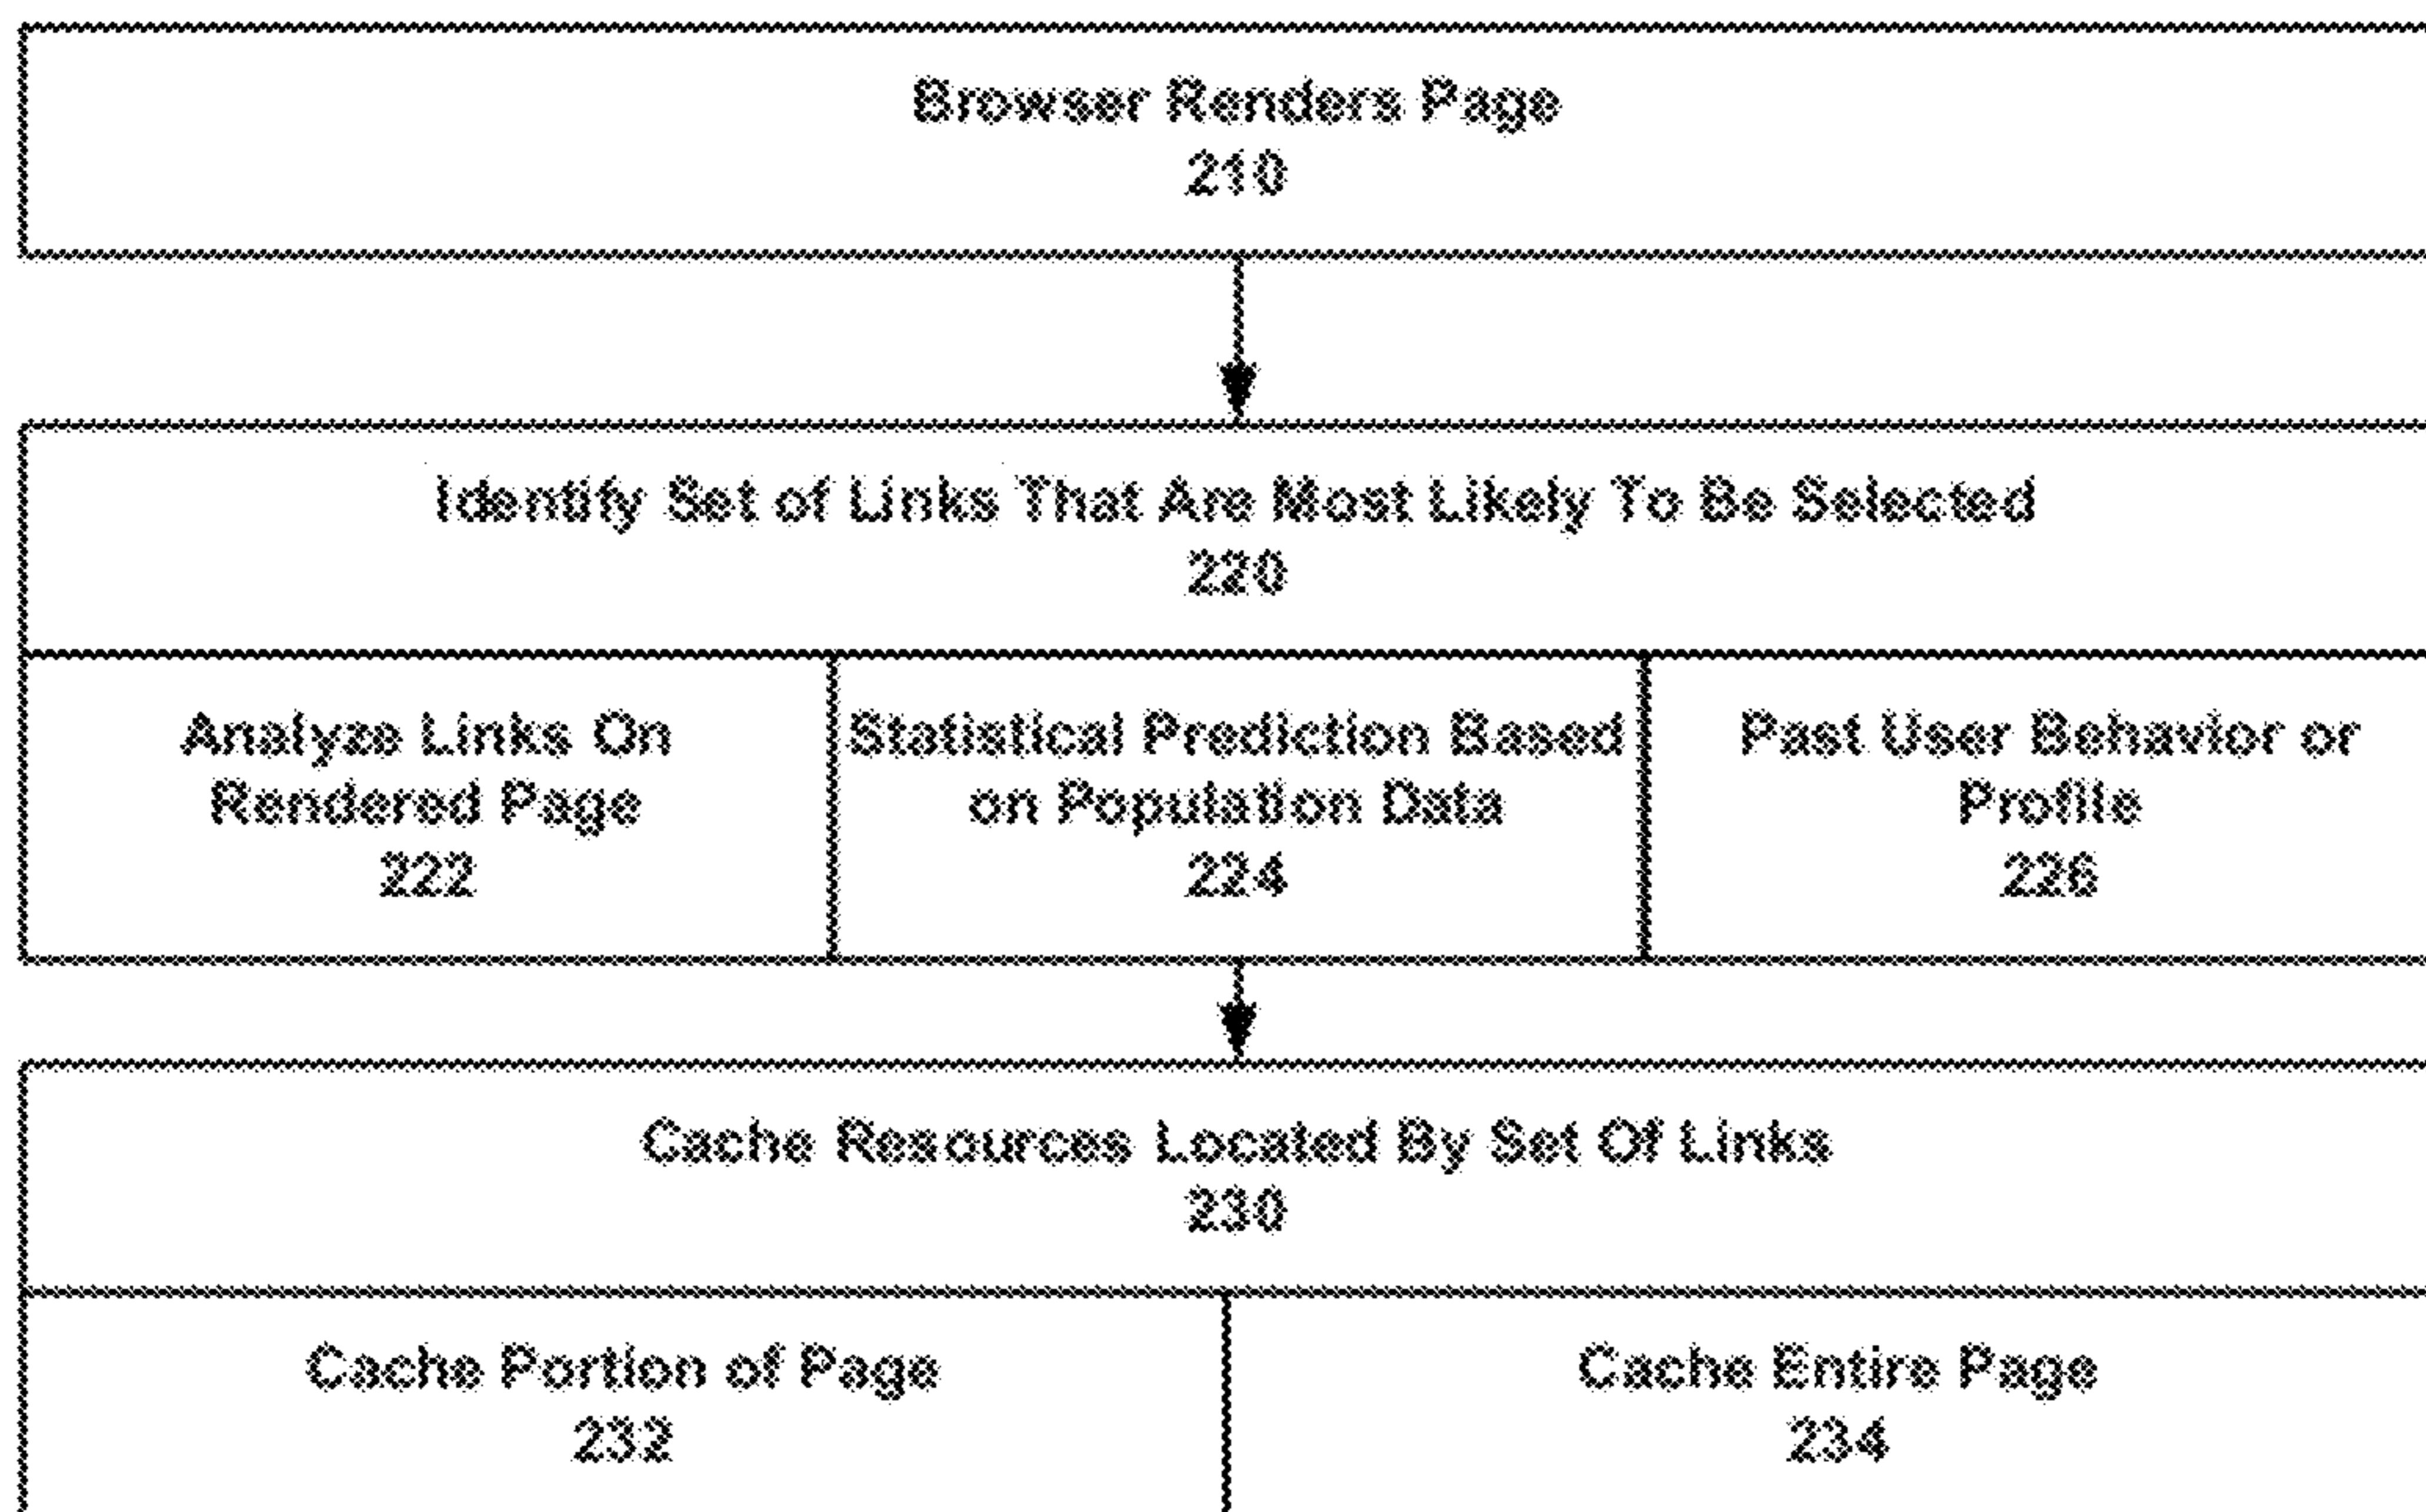 Browser Renders Page
210
Identify Set of Links That Are Most Likely To Be Selected
220
Analyze Links On
Rendered Page
222
Statistical Prediction Based
on Population Data
224
Past User Behavior or
Profile
226
Cache Resources Located By Set Of Links
230
Cache Portion of Page
232
Cache Entire Page
234